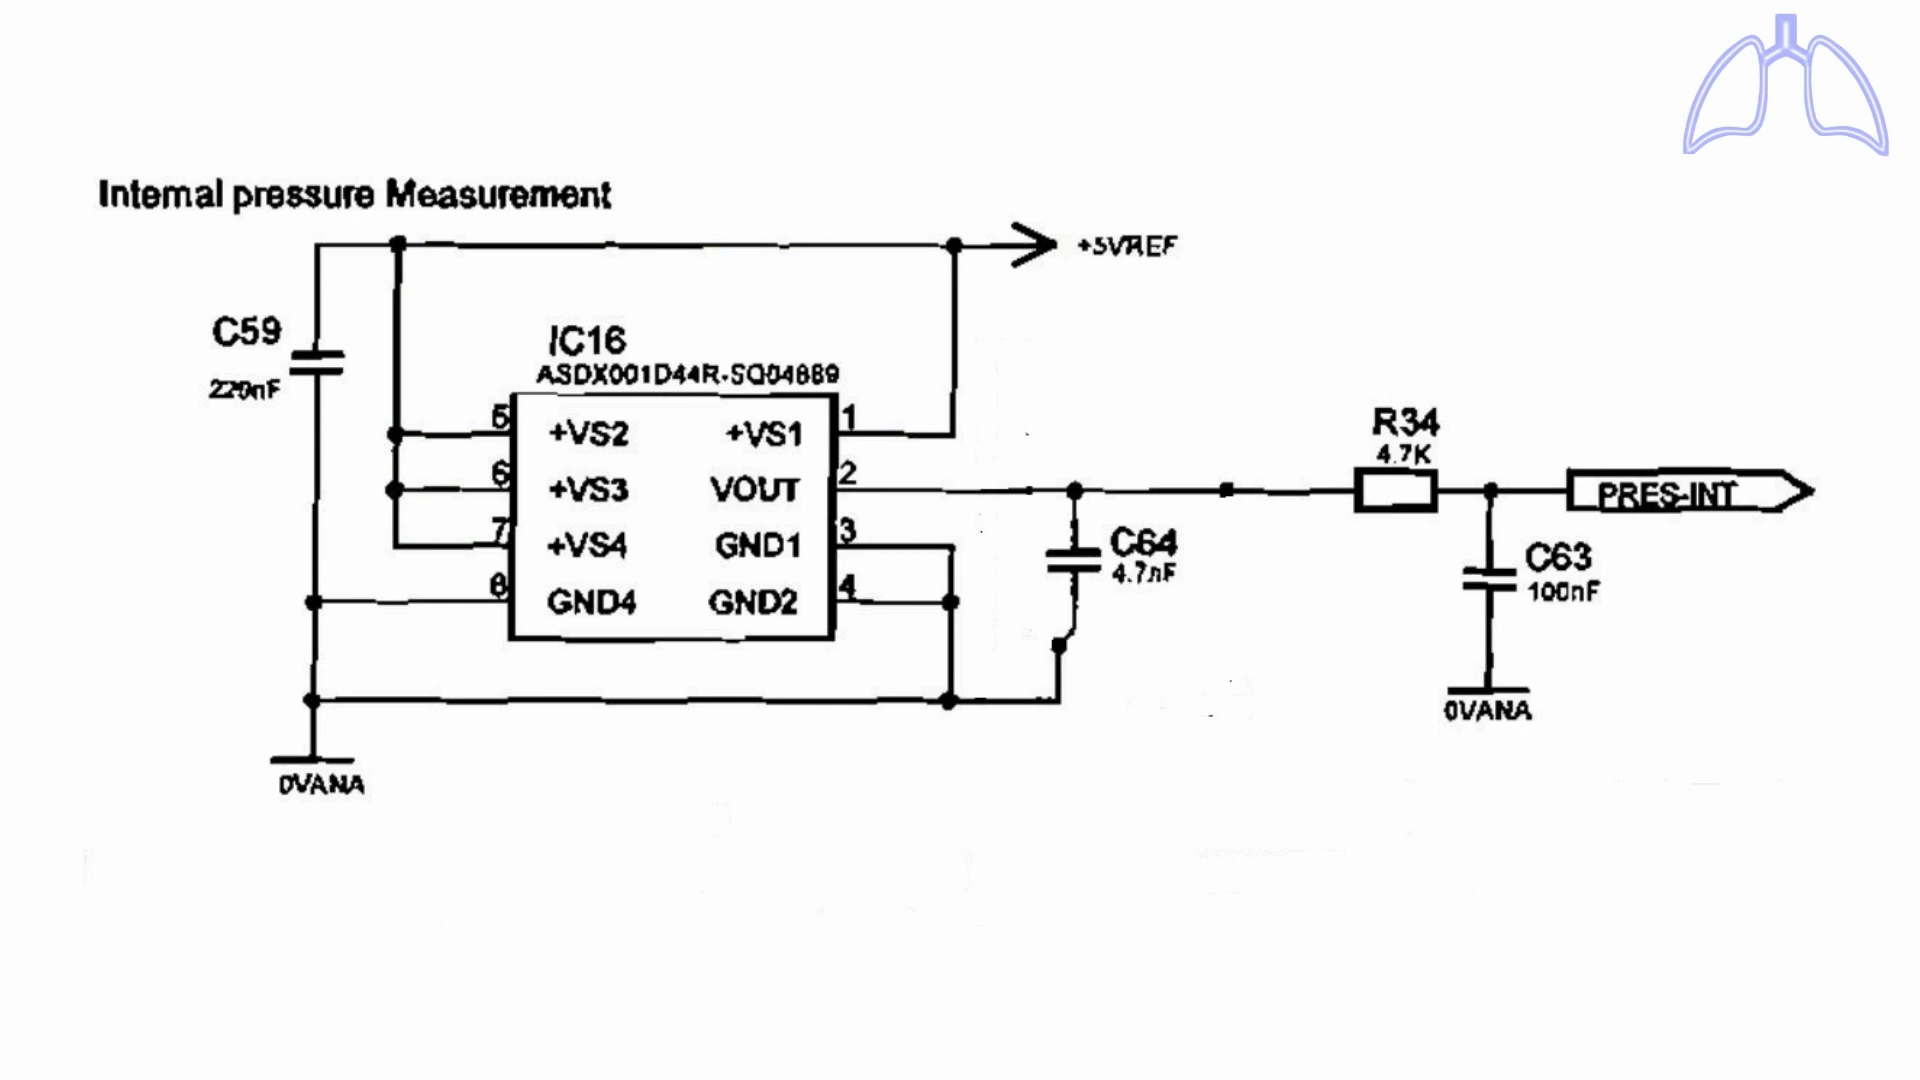 Internal pressure Measurement
+5VREF
C59
220nF
IC16
ASDX001D44R-SQ04889
5 +VS2 +VS1 1
6 +VS3 VOUT 2
7 +VS4 GND1 3
8 GND4 GND2 4
C64
4.7nF
R34
4.7K
PRES-INT
C63
100nF
0VANA
0VANA